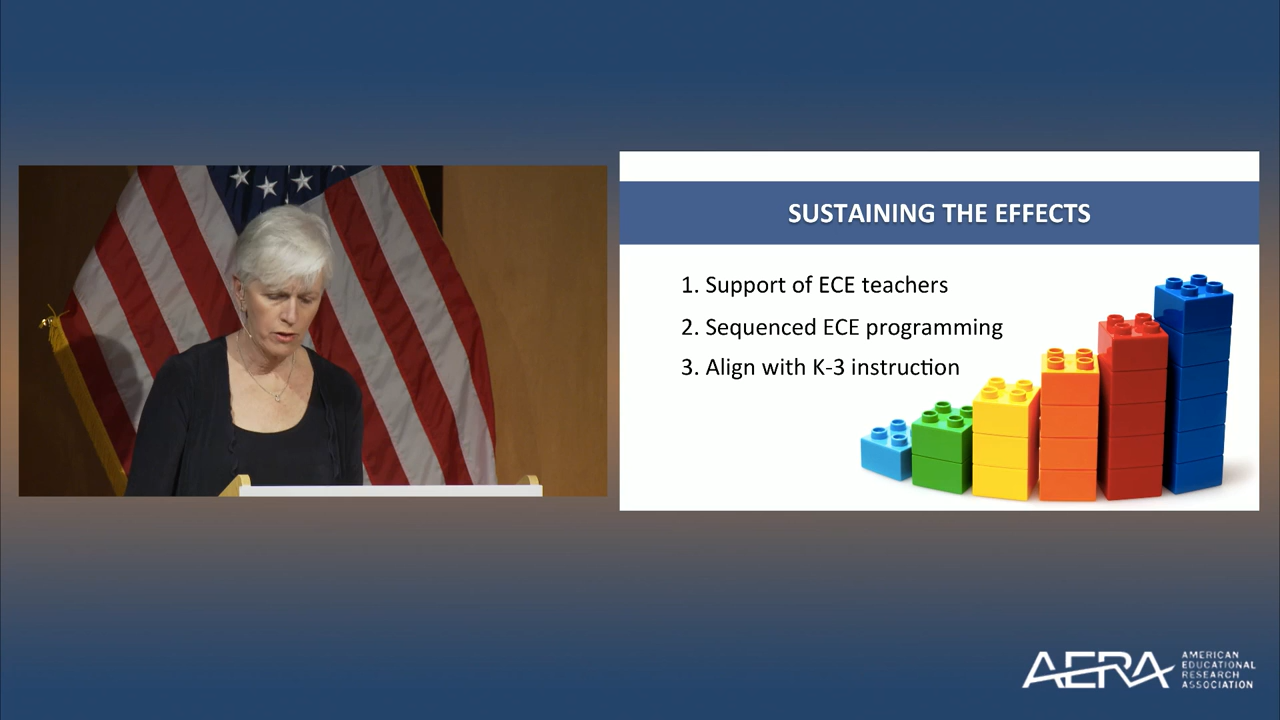 SUSTAINING THE EFFECTS
1. Support of ECE teachers
2. Sequenced ECE programming
3. Align with K-3 instruction
AERA
AMERICAN
EDUCATIONAL
RESEARCH
ASSOCIATION